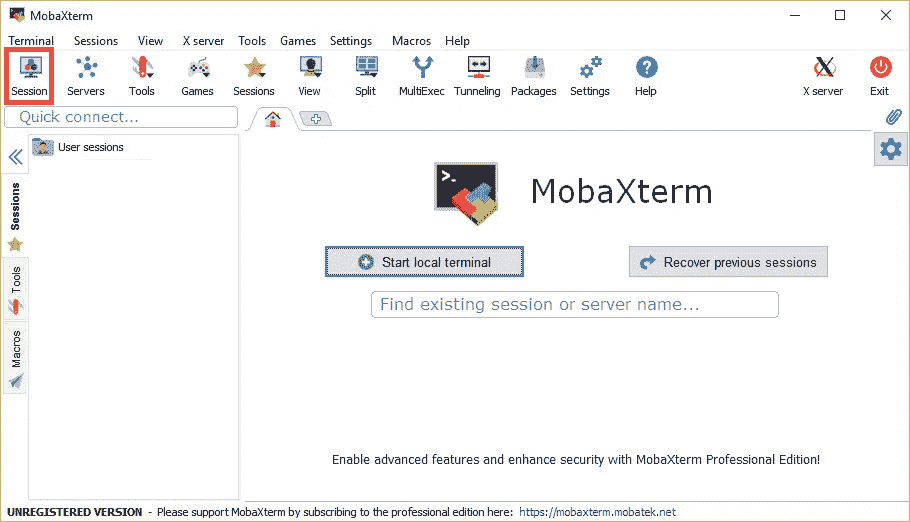 MobaXterm
Terminal Sessions View X server Tools Games Settings Macros Help
Session Servers Tools Games Sessions View Split MultiExec Tunneling Packages Settings Help X server Exit
Quick connect...
User sessions
Sessions
Tools
Macros
>_
MobaXterm
Start local terminal
Recover previous sessions
Find existing session or server name...
Enable advanced features and enhance security with MobaXterm Professional Edition!
UNREGISTERED VERSION - Please support MobaXterm by subscribing to the professional edition here: https://mobaxterm.mobatek.net